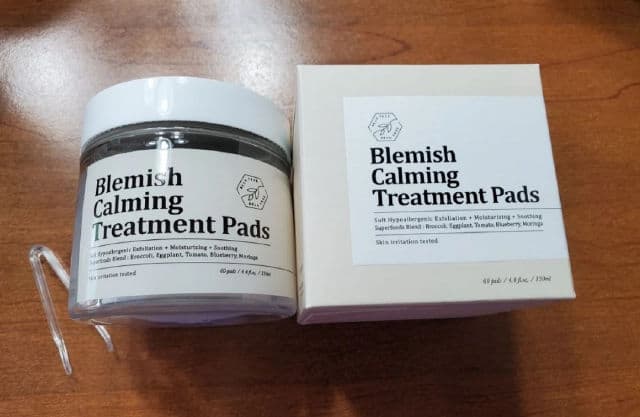 Blemish
Calming
Treatment Pads
Soft Hypoallergenic Exfoliation + Moisturizing + Soothing
Superfoods Blend : Broccoli, Eggplant, Tomato, Blueberry, Moringa
Skin irritation tested
60 pads / 4.4 fl.oz. / 130ml
Blemish
Calming
Treatment Pads
Soft Hypoallergenic Exfoliation + Moisturizing + Soothing
Superfoods Blend : Broccoli, Eggplant, Tomato, Blueberry, Moringa
Skin irritation tested
60 pads / 4.4 fl.oz. / 130ml